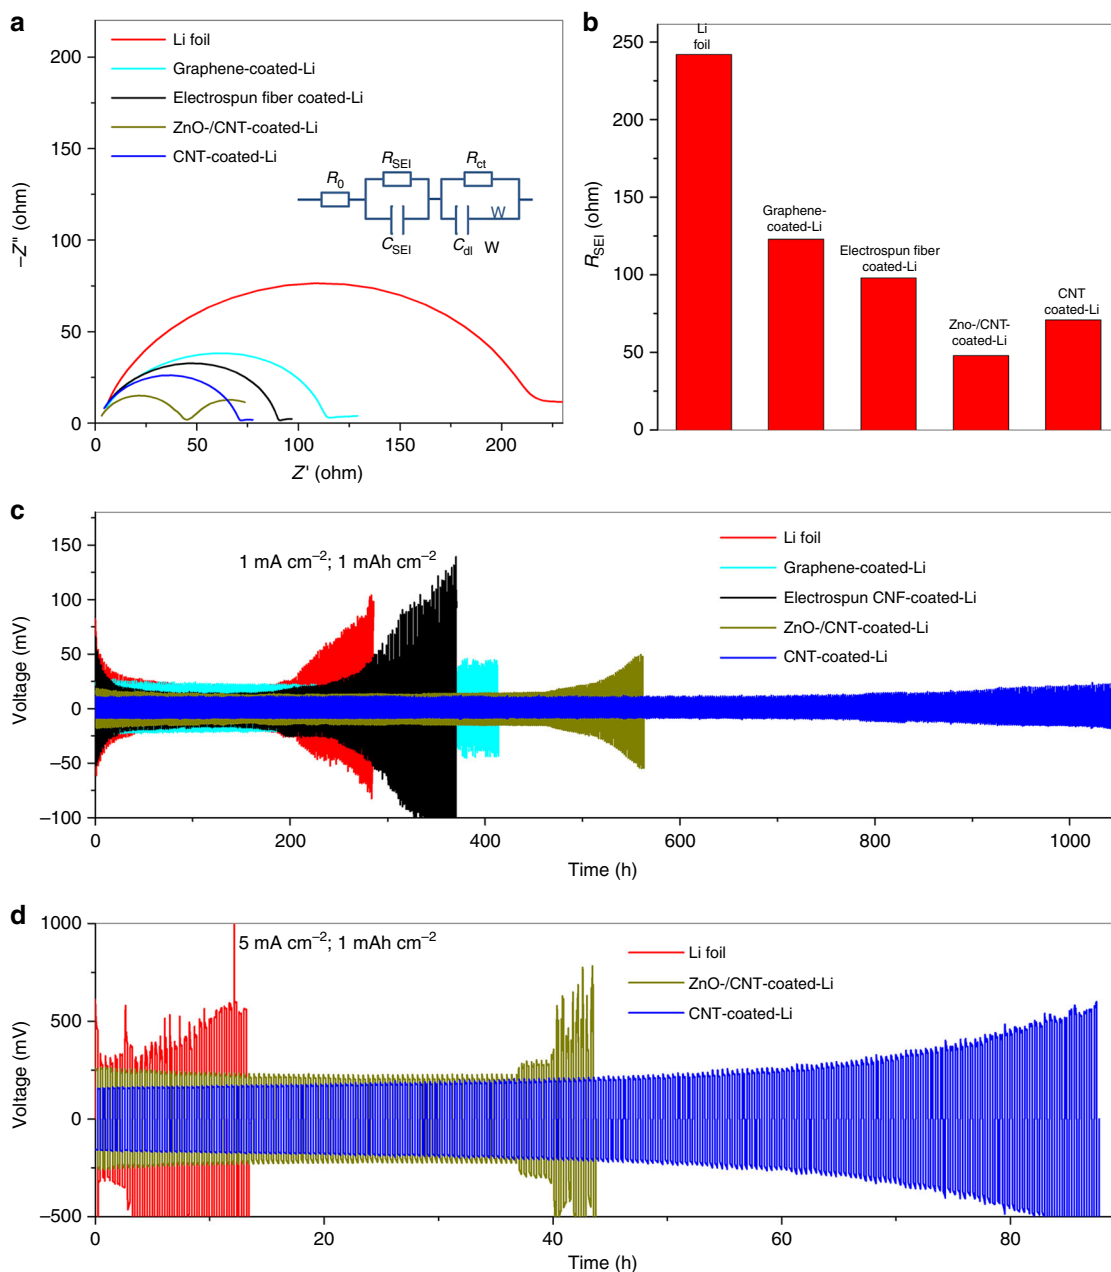 a
200
150
100
50
0
–Z" (ohm)
0
50
100
150
200
Z' (ohm)
Li foil
Graphene-coated-Li
Electrospun fiber coated-Li
ZnO-/CNT-coated-Li
CNT-coated-Li
R0
RSEI
CSEI
Rct
Cdl
W
W
b
250
200
150
100
50
0
RSEI (ohm)
Li
foil
Graphene-
coated-Li
Electrospun fiber
coated-Li
Zno-/CNT-
coated-Li
CNT
coated-Li
c
150
100
50
0
–50
–100
Voltage (mV)
1 mA cm–2; 1 mAh cm–2
Li foil
Graphene-coated-Li
Electrospun CNF-coated-Li
ZnO-/CNT-coated-Li
CNT-coated-Li
0
200
400
600
800
1000
Time (h)
d
1000
500
0
–500
Voltage (mV)
5 mA cm–2; 1 mAh cm–2
Li foil
ZnO-/CNT-coated-Li
CNT-coated-Li
0
20
40
60
80
Time (h)